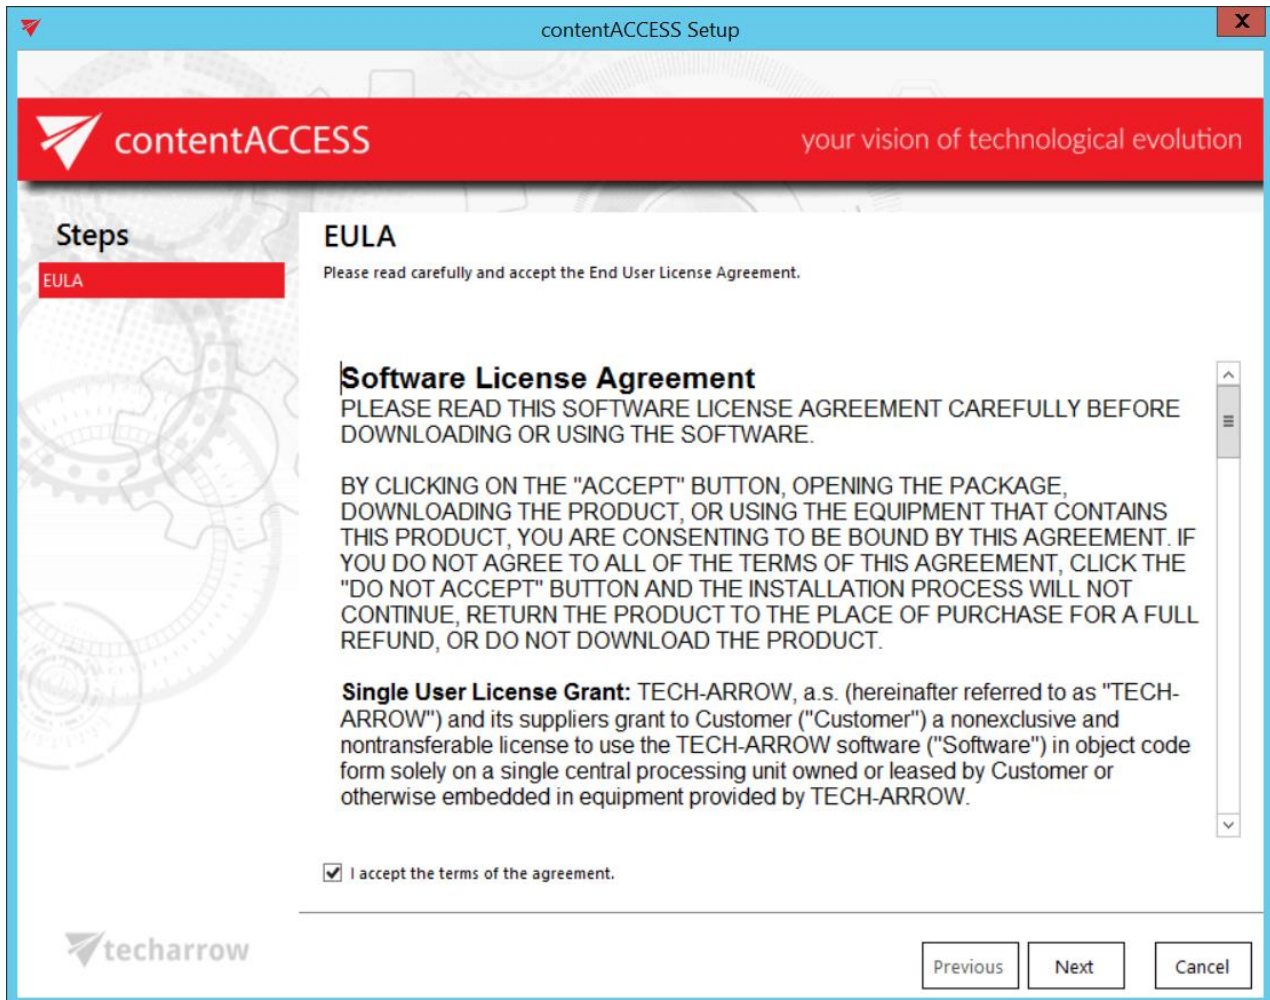 contentACCESS Setup
X
contentACCESS
your vision of technological evolution
Steps
EULA
EULA
Please read carefully and accept the End User License Agreement.
Software License Agreement
PLEASE READ THIS SOFTWARE LICENSE AGREEMENT CAREFULLY BEFORE
DOWNLOADING OR USING THE SOFTWARE.
BY CLICKING ON THE "ACCEPT" BUTTON, OPENING THE PACKAGE,
DOWNLOADING THE PRODUCT, OR USING THE EQUIPMENT THAT CONTAINS
THIS PRODUCT, YOU ARE CONSENTING TO BE BOUND BY THIS AGREEMENT. IF
YOU DO NOT AGREE TO ALL OF THE TERMS OF THIS AGREEMENT, CLICK THE
"DO NOT ACCEPT" BUTTON AND THE INSTALLATION PROCESS WILL NOT
CONTINUE, RETURN THE PRODUCT TO THE PLACE OF PURCHASE FOR A FULL
REFUND, OR DO NOT DOWNLOAD THE PRODUCT.
Single User License Grant: TECH-ARROW, a.s. (hereinafter referred to as "TECH-
ARROW") and its suppliers grant to Customer ("Customer") a nonexclusive and
nontransferable license to use the TECH-ARROW software ("Software") in object code
form solely on a single central processing unit owned or leased by Customer or
otherwise embedded in equipment provided by TECH-ARROW.
I accept the terms of the agreement.
techarrow
Previous
Next
Cancel